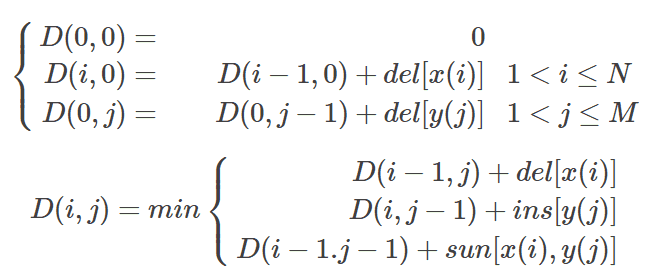 D(0,0) = 0
D(i,0) = D(i − 1,0) + del[x(i)] 1 < i ≤ N
D(0,j) = D(0,j − 1) + del[y(j)] 1 < j ≤ M
D(i − 1,j) + del[x(i)]
D(i,j) = min { D(i,j − 1) + ins[y(j)]
D(i − 1.j − 1) + sun[x(i),y(j)]